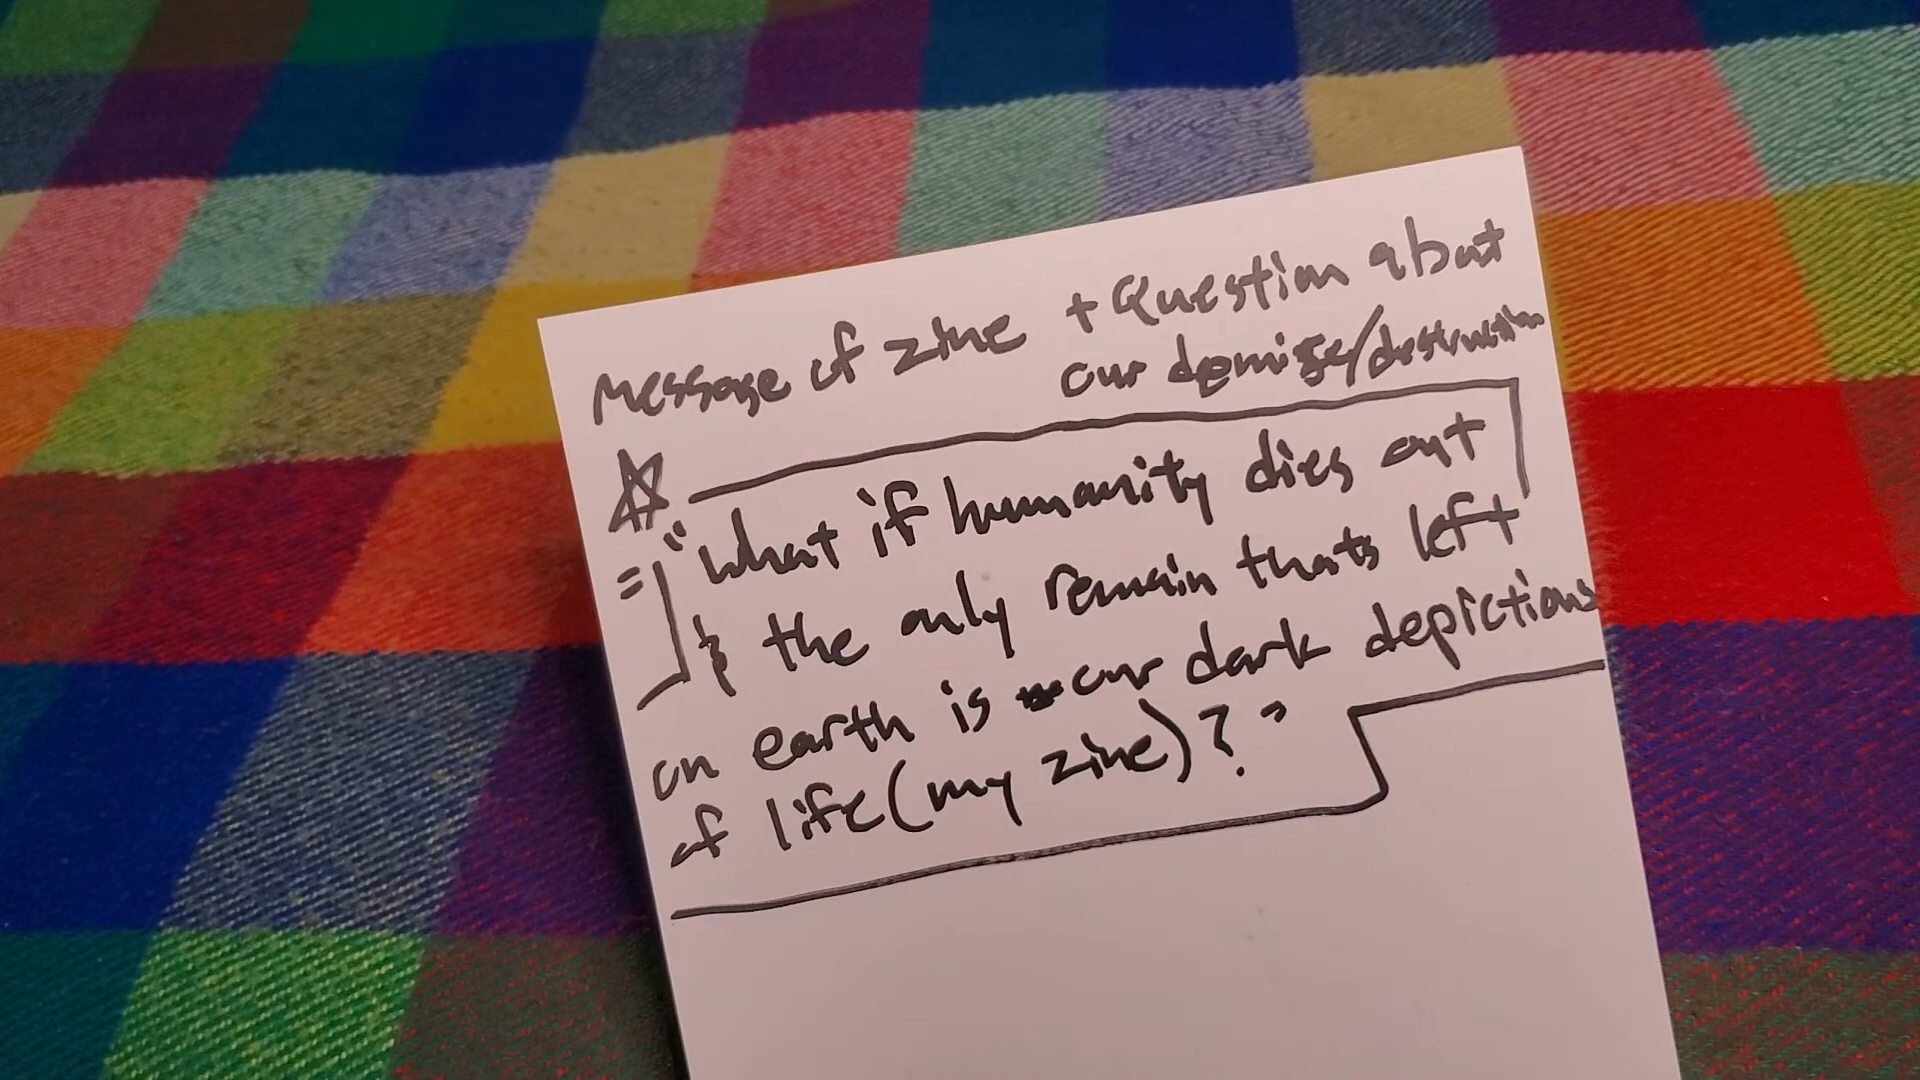 message of zine + Question about
our demise/destruction
"What if humanity dies out
& the only remain thats left
on earth is our dark depictions
of life (my zine)?"